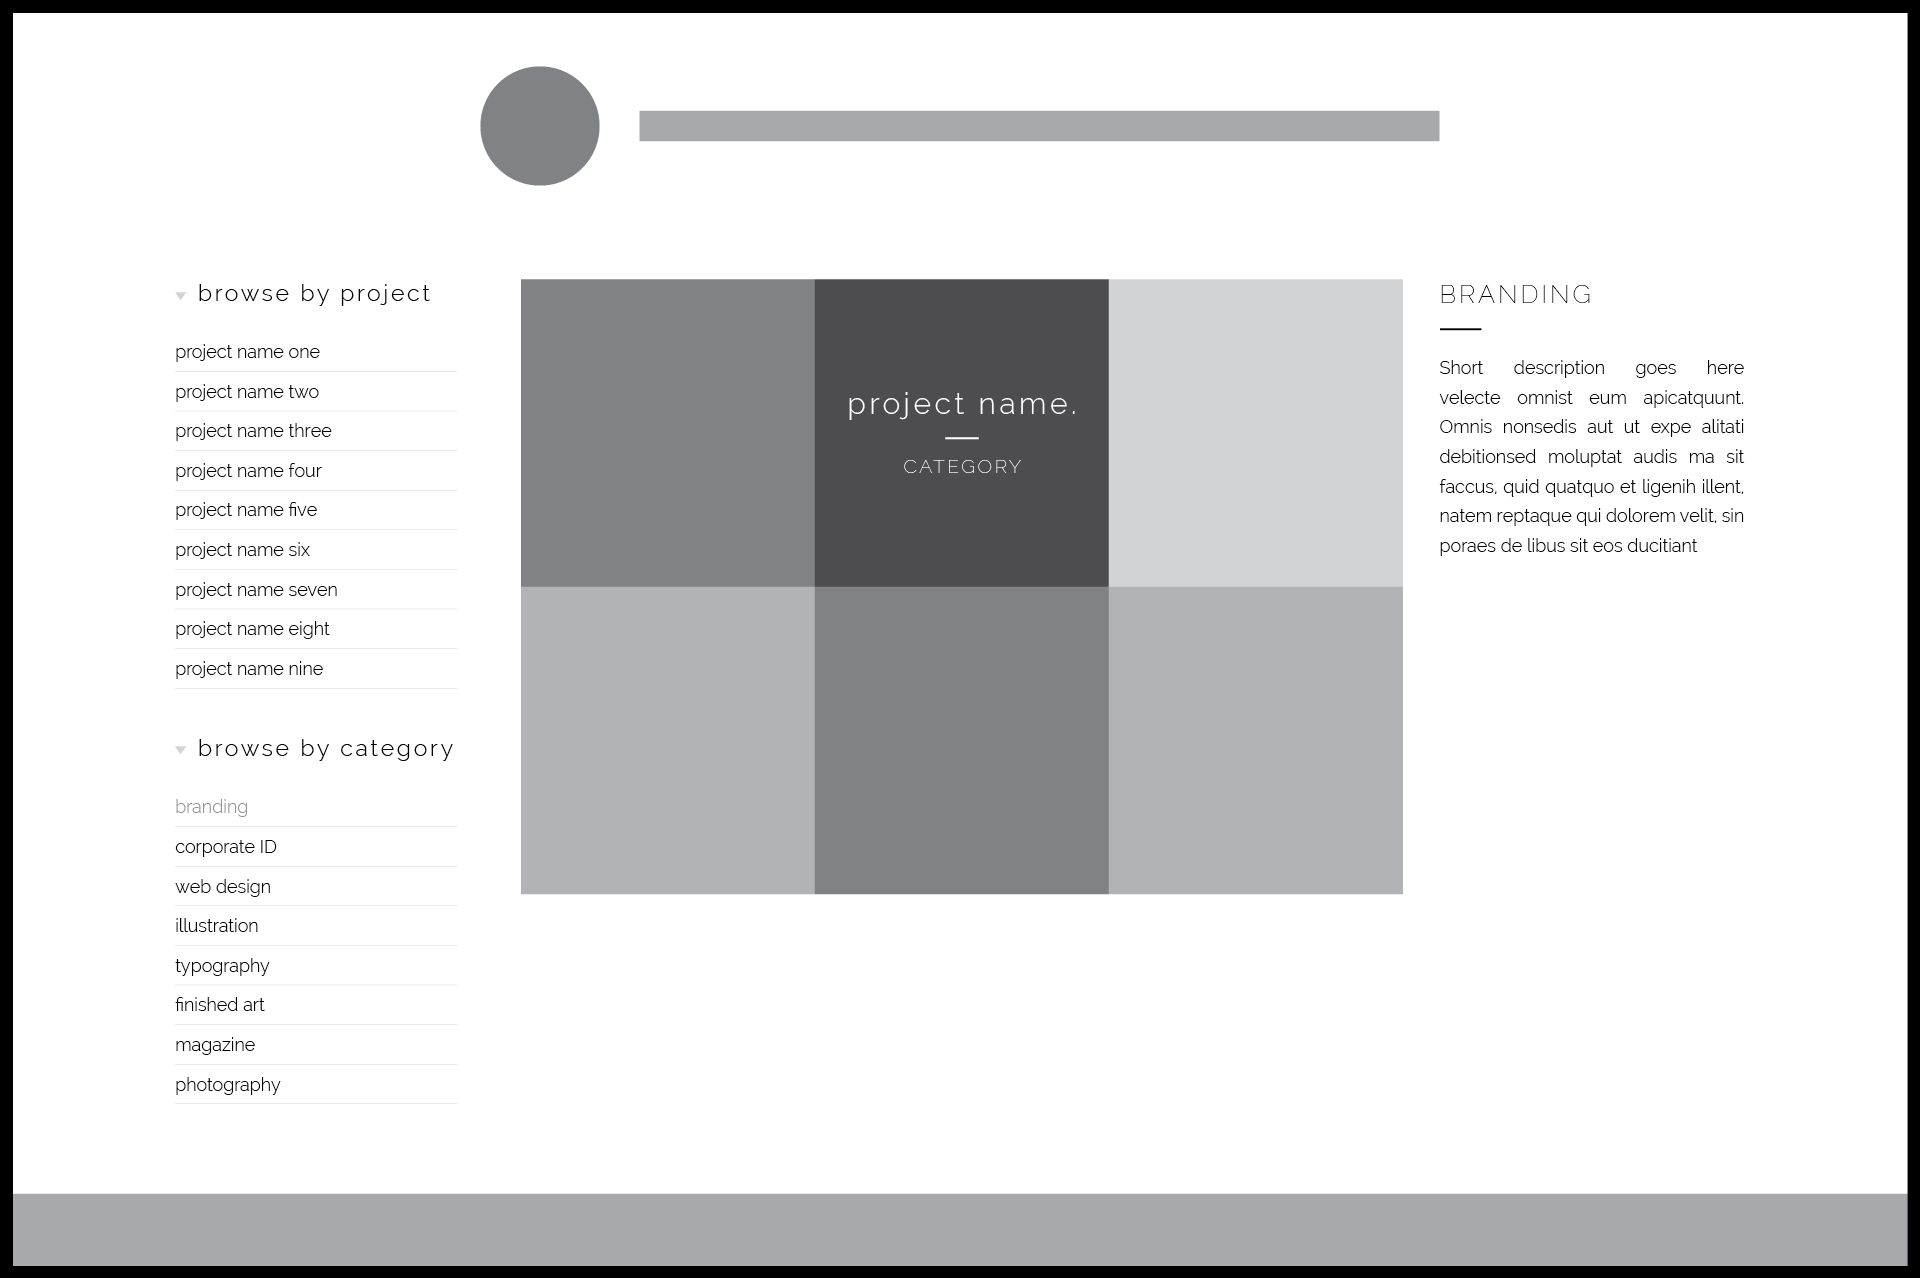 browse by project
project name one
project name two
project name three
project name four
project name five
project name six
project name seven
project name eight
project name nine
browse by category
branding
corporate ID
web design
illustration
typography
finished art
magazine
photography
project name.
CATEGORY
BRANDING
Short description goes here
velecte omnist eum apicatquunt.
Omnis nonsedis aut ut expe alitati
debitionsed moluptat audis ma sit
faccus, quid quatquo et ligenih illent,
natem reptaque qui dolorem velit, sin
poraes de libus sit eos ducitiant